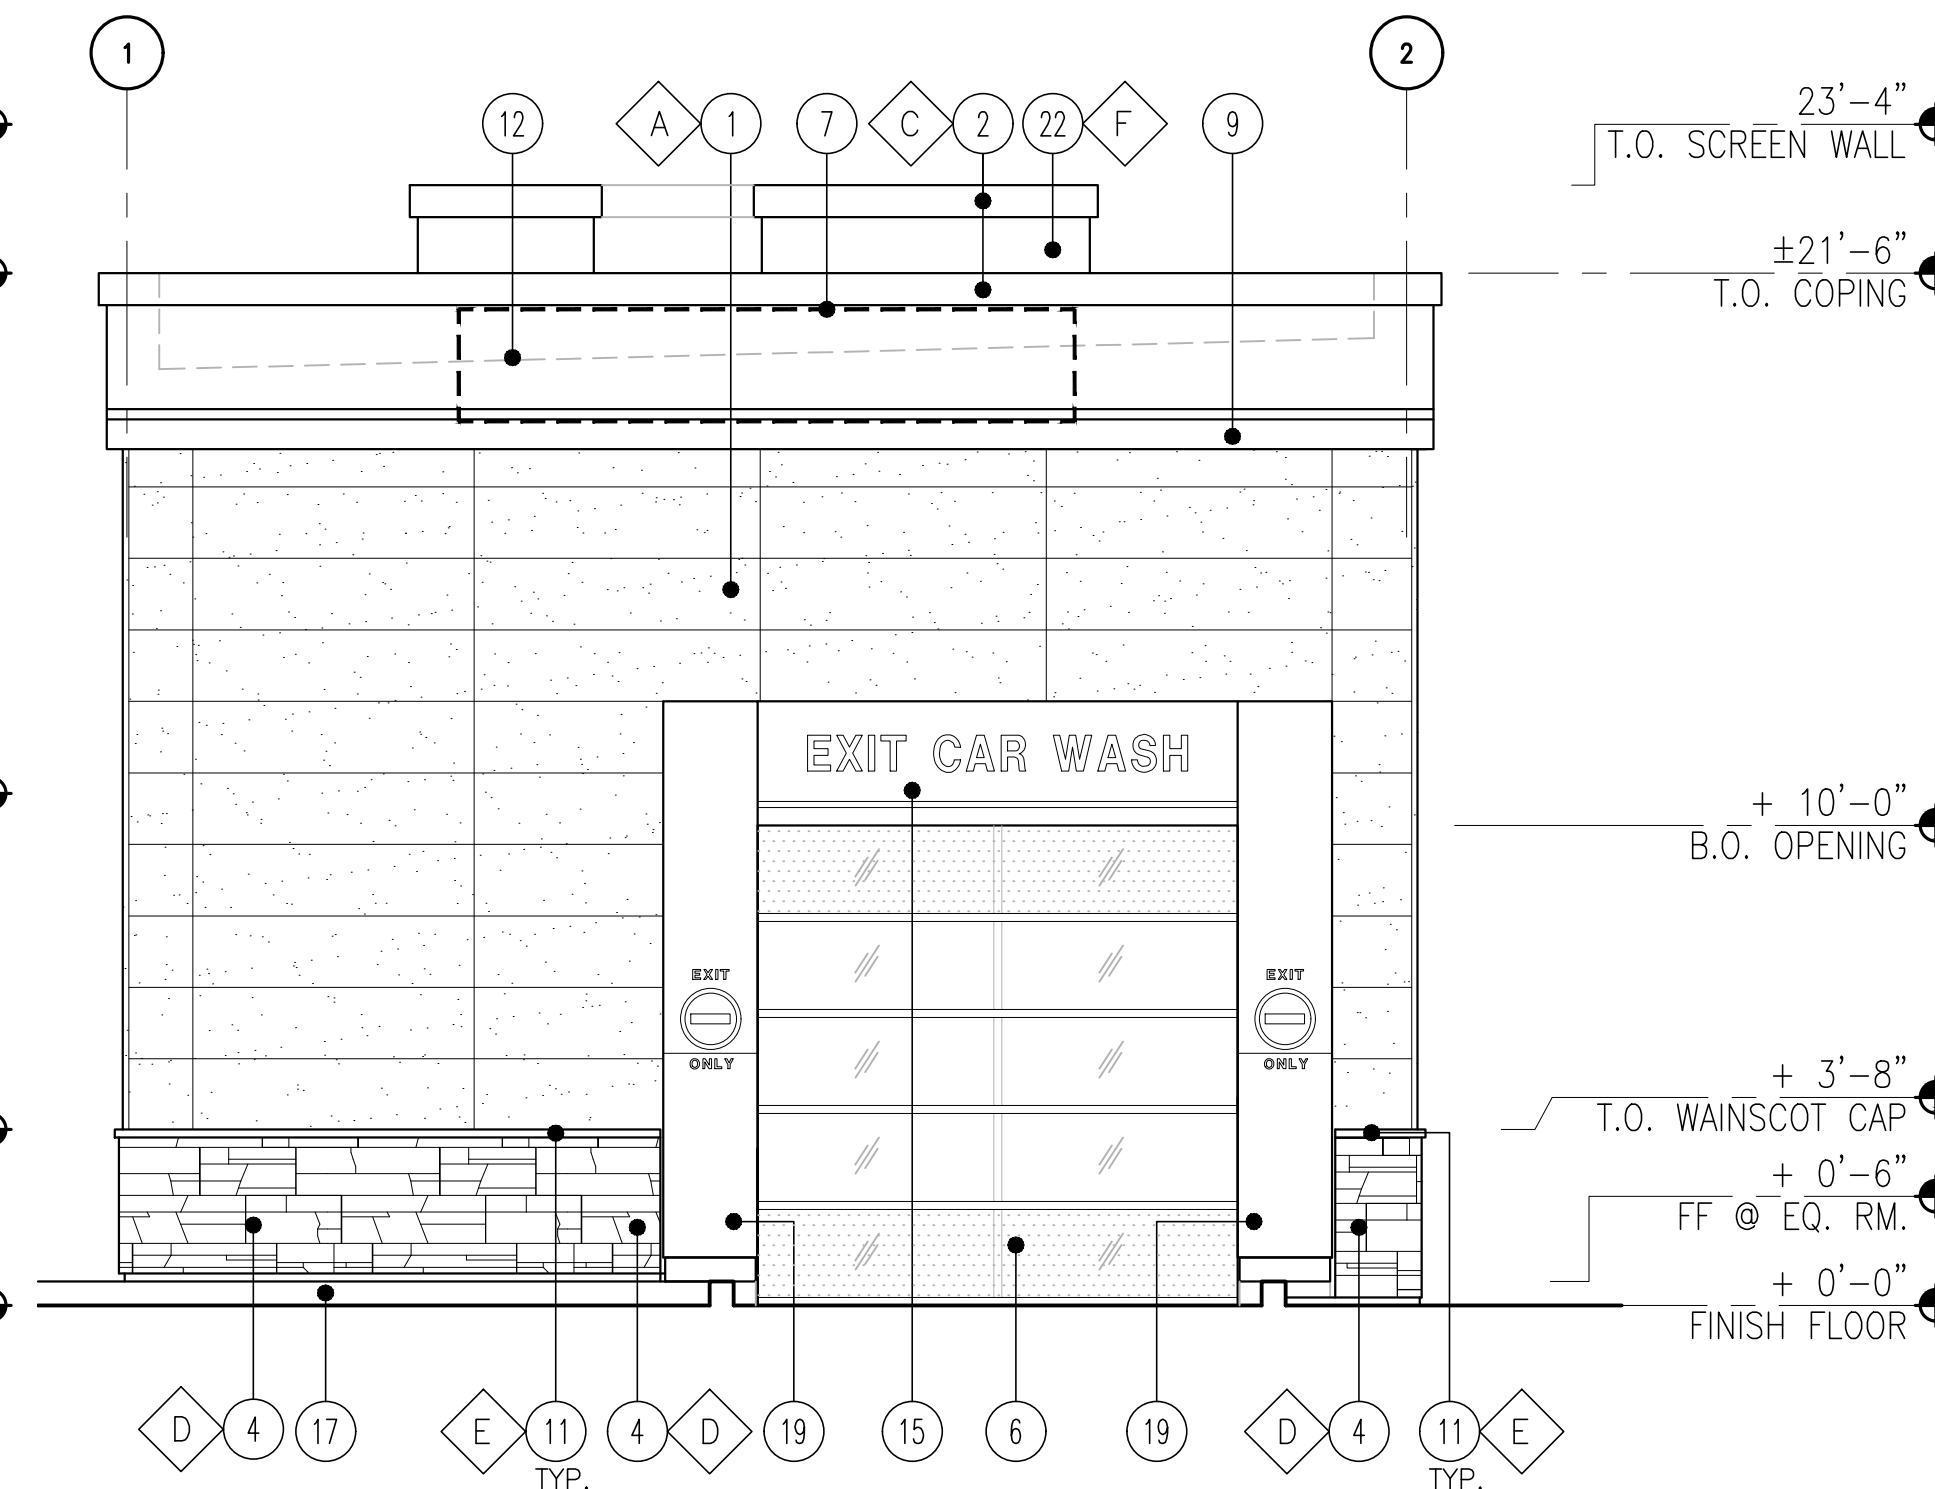 1
2
12
A
1
7
C
2
22
F
9
23'-4"
T.O. SCREEN WALL
±21'-6"
T.O. COPING
EXIT CAR WASH
+ 10'-0"
B.O. OPENING
EXIT
ONLY
EXIT
ONLY
+ 3'-8"
T.O. WAINSCOT CAP
+ 0'-6"
FF @ EQ. RM.
+ 0'-0"
FINISH FLOOR
D
4
17
E
11
TYP.
4
D
19
15
6
19
D
4
11
TYP.
E